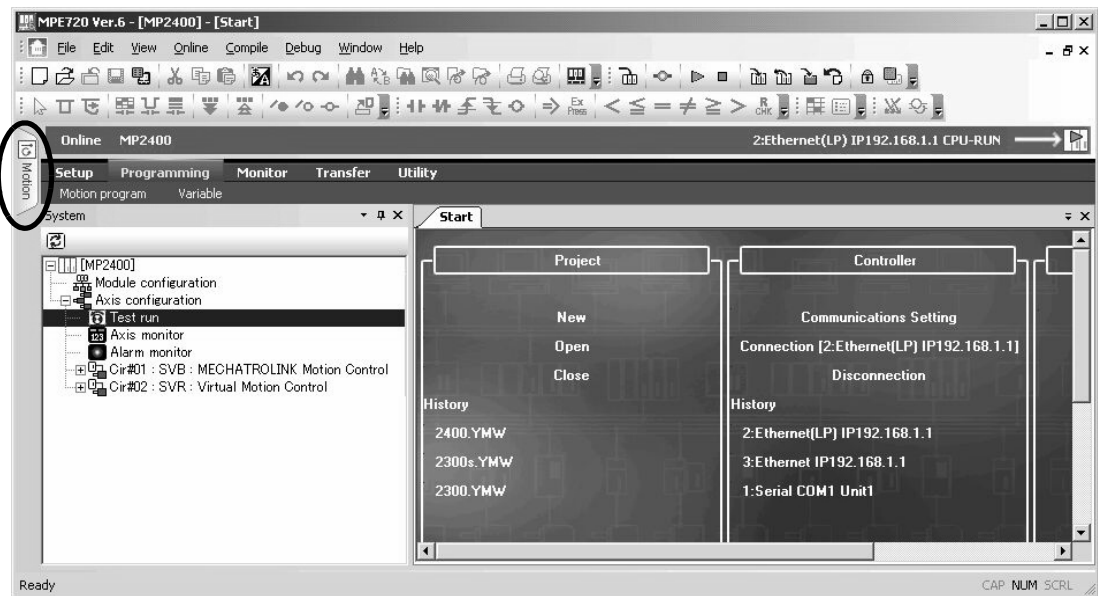 MPE720 Ver.6 - [MP2400] - [Start]
File Edit View Online Compile Debug Window Help
Online MP2400 2:Ethernet(LP) IP192.168.1.1 CPU-RUN
Motion
Setup Programming Monitor Transfer Utility
Motion program Variable
System
Start
[MP2400]
Module configuration
Axis configuration
Test run
Axis monitor
Alarm monitor
Cir#01 : SVB : MECHATROLINK Motion Control
Cir#02 : SVR : Virtual Motion Control
Project
New
Open
Close
History
2400.YMW
2300s.YMW
2300.YMW
Controller
Communications Setting
Connection [2:Ethernet(LP) IP192.168.1.1]
Disconnection
History
2:Ethernet(LP) IP192.168.1.1
3:Ethernet IP192.168.1.1
1:Serial COM1 Unit1
Ready CAP NUM SCRL